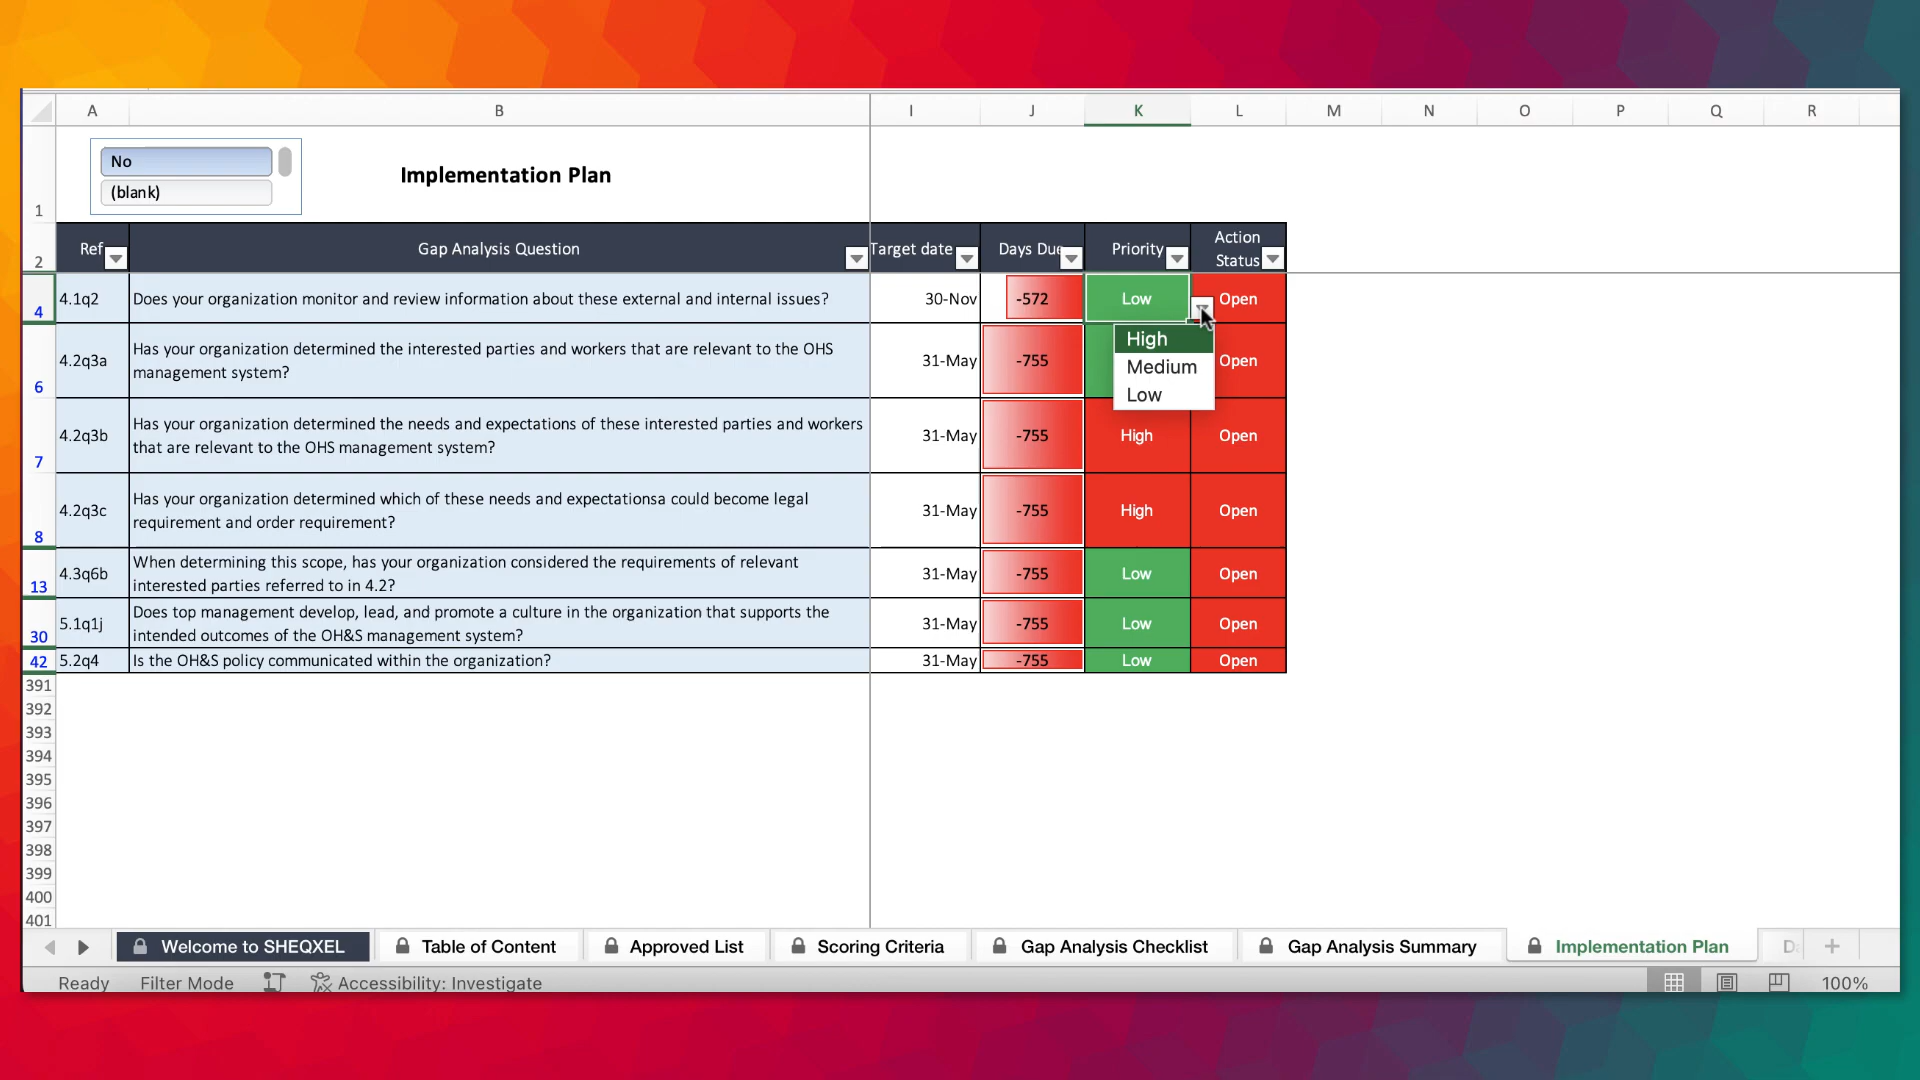 A B I J K L M N O P Q R
No
(blank)
Implementation Plan
1
2 Ref Gap Analysis Question Target date Days Due Priority Action Status
4 4.1q2 Does your organization monitor and review information about these external and internal issues? 30-Nov -572 Low Open
High
Medium
Low
6 4.2q3a Has your organization determined the interested parties and workers that are relevant to the OHS
management system? 31-May -755 Open
7 4.2q3b Has your organization determined the needs and expectations of these interested parties and workers
that are relevant to the OHS management system? 31-May -755 High Open
8 4.2q3c Has your organization determined which of these needs and expectationsa could become legal
requirement and order requirement? 31-May -755 High Open
13 4.3q6b When determining this scope, has your organization considered the requirements of relevant
interested parties referred to in 4.2? 31-May -755 Low Open
30 5.1q1j Does top management develop, lead, and promote a culture in the organization that supports the
intended outcomes of the OH&S management system? 31-May -755 Low Open
42 5.2q4 Is the OH&S policy communicated within the organization? 31-May -755 Low Open
391
392
393
394
395
396
397
398
399
400
401
Welcome to SHEQXEL Table of Content Approved List Scoring Criteria Gap Analysis Checklist Gap Analysis Summary Implementation Plan
Ready Filter Mode Accessibility: Investigate 100%